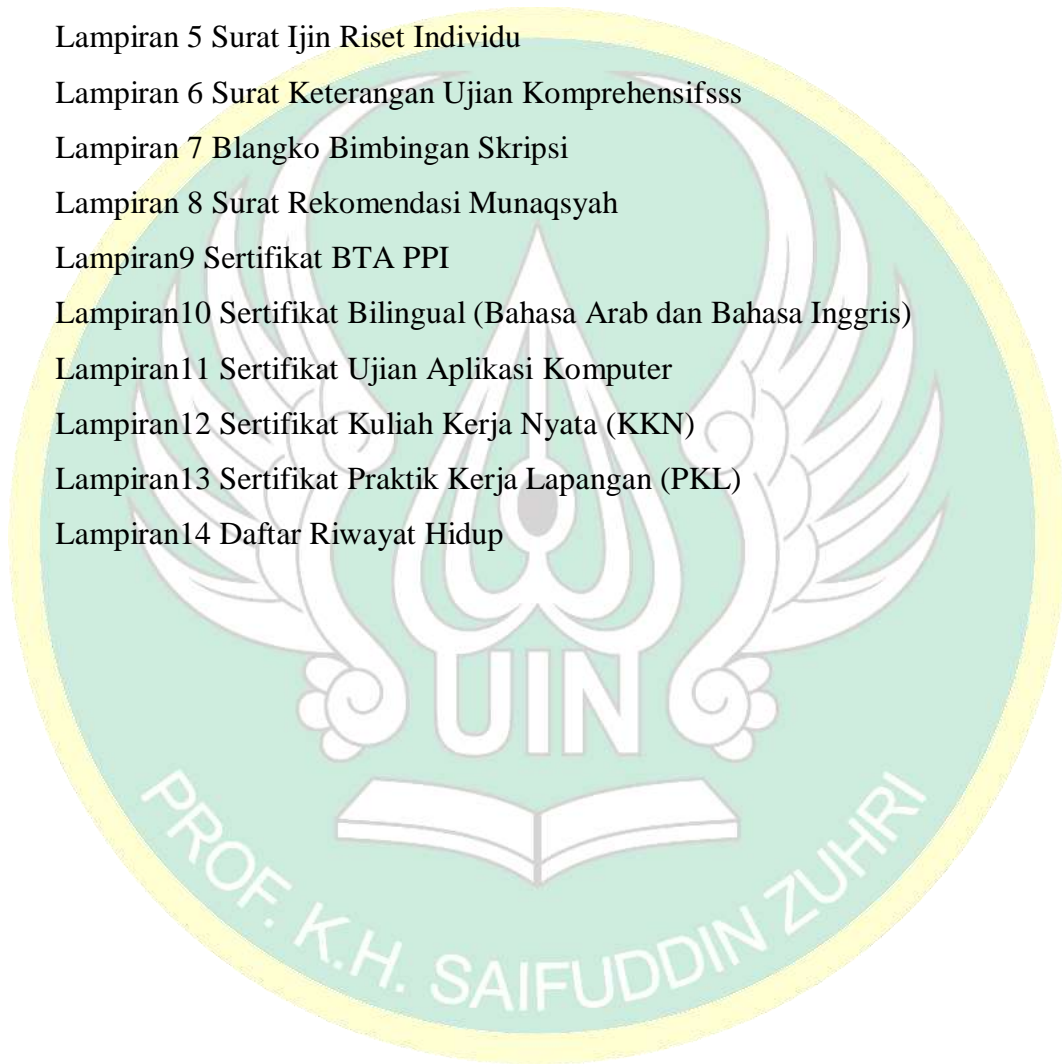 Lampiran 5 Surat Ijin Riset Individu
Lampiran 6 Surat Keterangan Ujian Komprehensifsss
Lampiran 7 Blangko Bimbingan Skripsi
Lampiran 8 Surat Rekomendasi Munaqsyah
Lampiran9 Sertifikat BTA PPI
Lampiran10 Sertifikat Bilingual (Bahasa Arab dan Bahasa Inggris)
Lampiran11 Sertifikat Ujian Aplikasi Komputer
Lampiran12 Sertifikat Kuliah Kerja Nyata (KKN)
Lampiran13 Sertifikat Praktik Kerja Lapangan (PKL)
Lampiran14 Daftar Riwayat Hidup
UIN
PROF. K.H. SAIFUDDIN ZUHRI